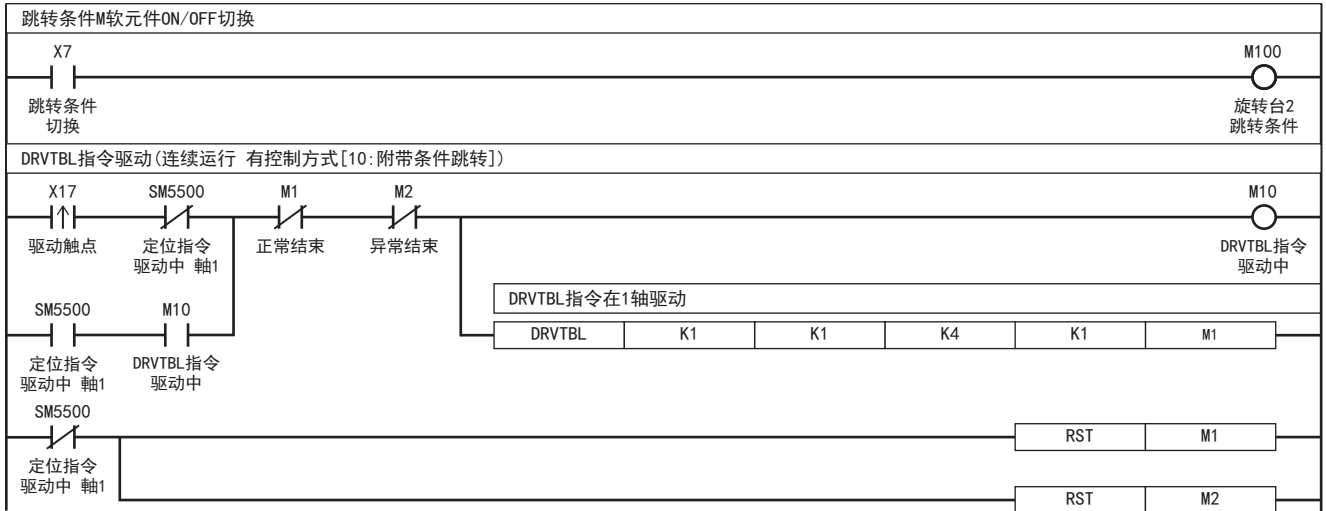 跳转条件M软元件ON/OFF切换
X7 M100
跳转条件 旋转台2
切换 跳转条件
DRVTBL指令驱动(连续运行 有控制方式[10:附带条件跳转])
X17 SM5500 M1 M2 M10
驱动触点 定位指令 正常结束 异常结束 DRVTBL指令
驱动中 軸1 驱动中
DRVTBL指令在1轴驱动
SM5500 M10
DRVTBL K1 K1 K4 K1 M1
定位指令 DRVTBL指令
驱动中 軸1 驱动中
SM5500
RST M1
定位指令
驱动中 軸1
RST M2